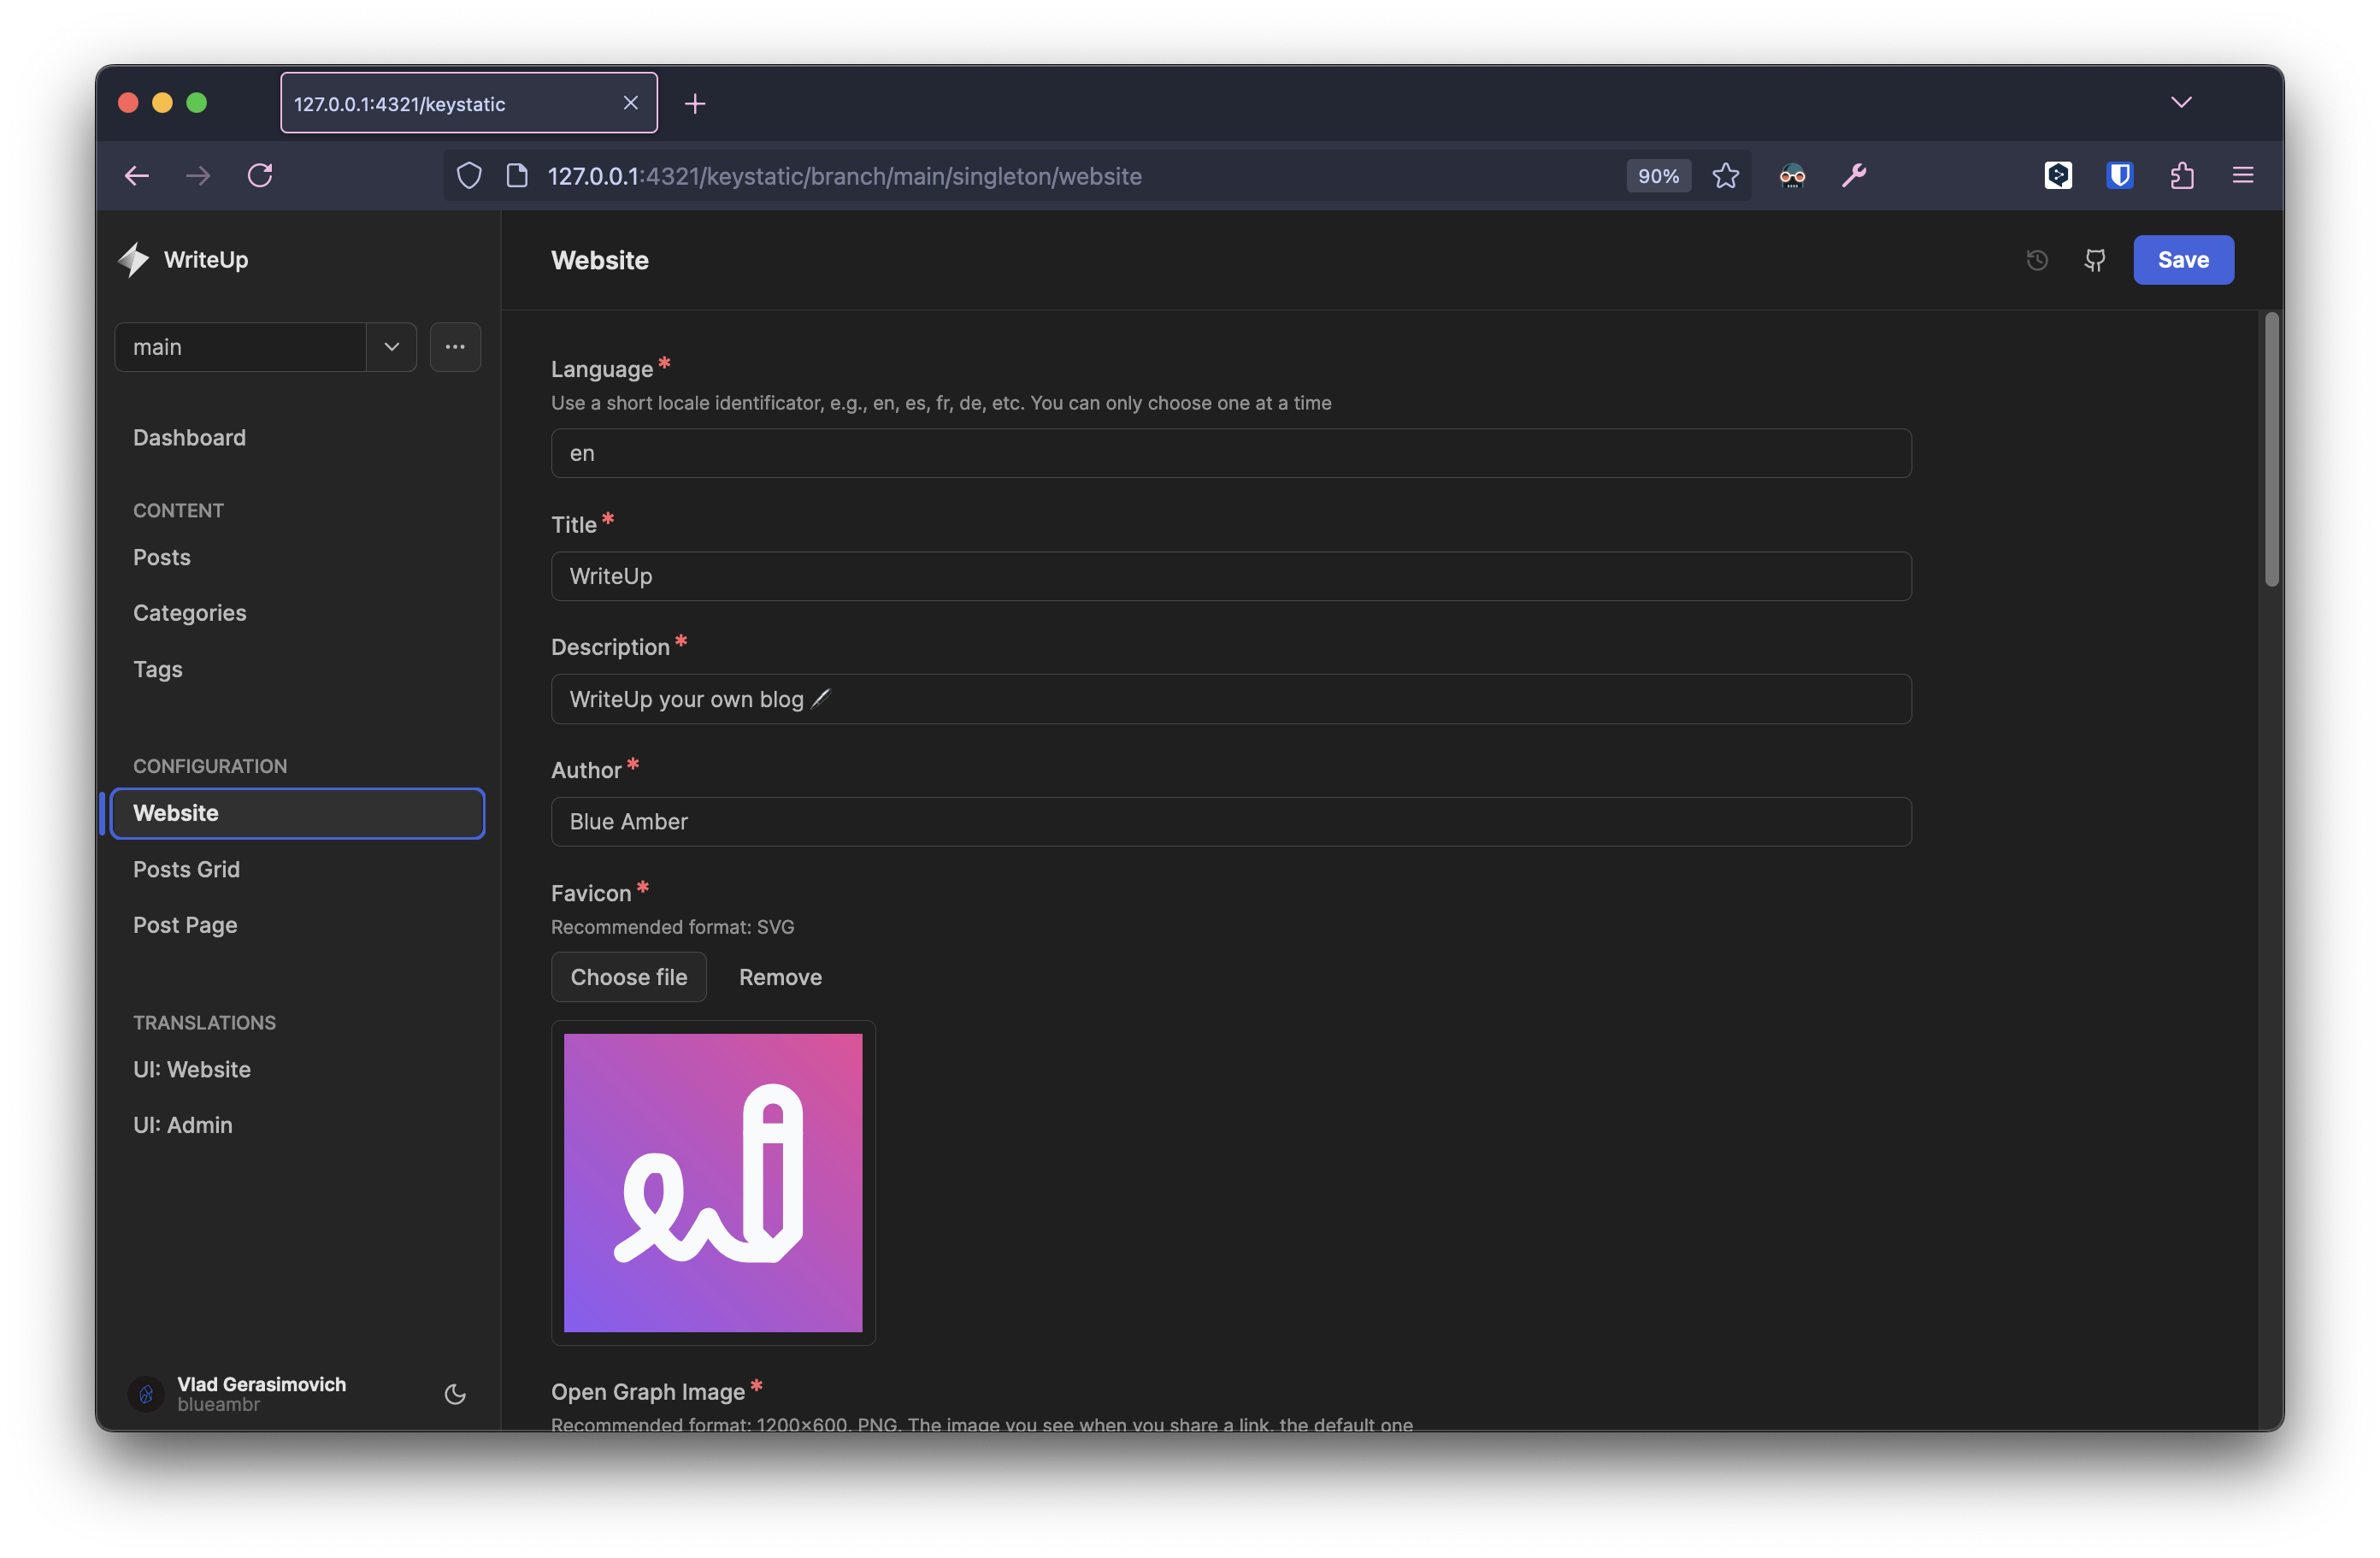 127.0.0.1:4321/keystatic
127.0.0.1:4321/keystatic/branch/main/singleton/website
90%
WriteUp
main
Dashboard
CONTENT
Posts
Categories
Tags
CONFIGURATION
Website
Posts Grid
Post Page
TRANSLATIONS
UI: Website
UI: Admin
Vlad Gerasimovich
blueambr
Website
Save
Language *
Use a short locale identificator, e.g., en, es, fr, de, etc. You can only choose one at a time
en
Title *
WriteUp
Description *
WriteUp your own blog 🖋
Author *
Blue Amber
Favicon *
Recommended format: SVG
Choose file
Remove
Open Graph Image *
Recommended format: 1200×600, PNG. The image you see when you share a link, the default one